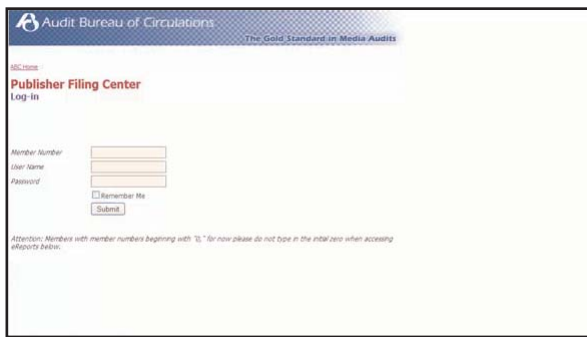 Audit Bureau of Circulations
The Gold Standard in Media Audits
ABC Home
Publisher Filing Center
Log-in
Member Number
User Name
Password
Remember Me
Submit
Attention: Members with member numbers beginning with "0," for now please do not type in the initial zero when accessing
eReports below.